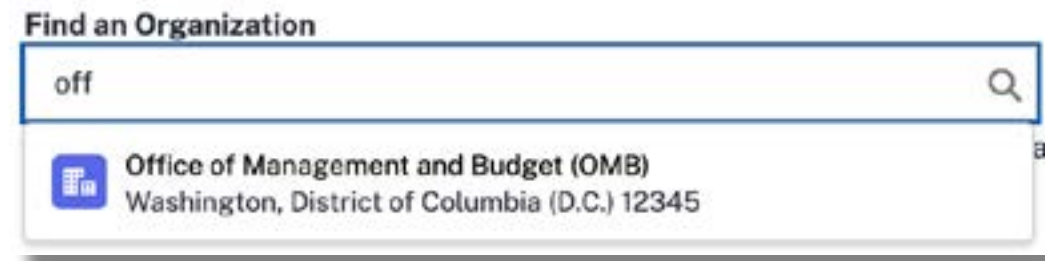 Find an Organization
off
Office of Management and Budget (OMB)
Washington, District of Columbia (D.C.) 12345